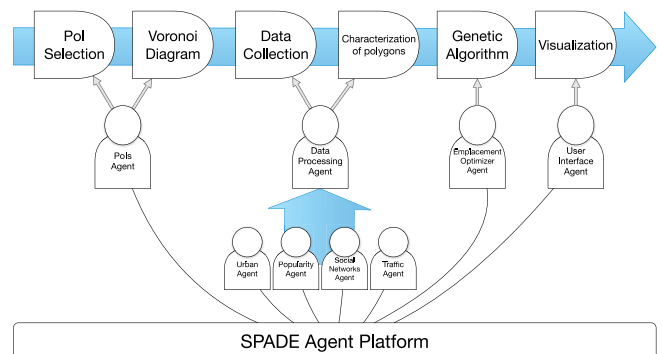 PoI
Selection
Voronoi
Diagram
Data
Collection
Characterization
of polygons
Genetic
Algorithm
Visualization
PoIs
Agent
Data
Processing
Agent
Emplacement
Optimizer
Agent
User
Interface
Agent
Urban
Agent
Popularity
Agent
Social
Networks
Agent
Traffic
Agent
SPADE Agent Platform